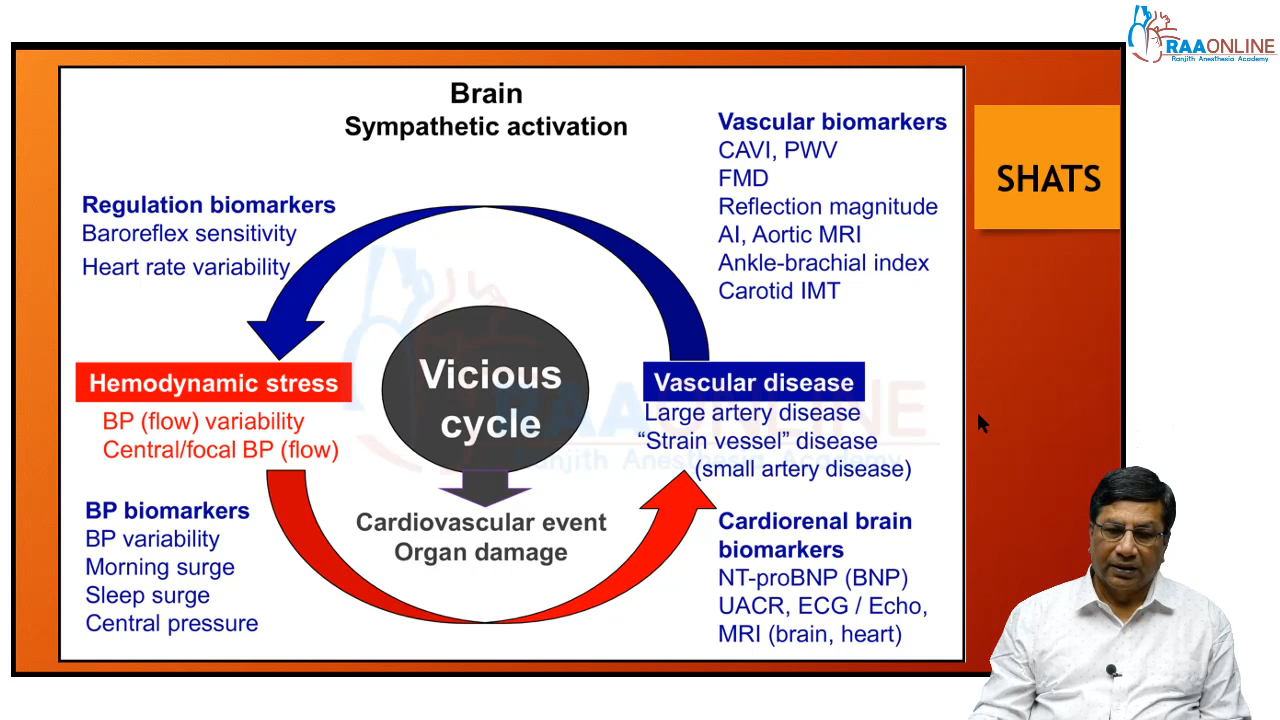 RAAONLINE
Ranjith Anesthesia Academy
SHATS
Brain
Sympathetic activation
Regulation biomarkers
Baroreflex sensitivity
Heart rate variability
Vascular biomarkers
CAVI, PWV
FMD
Reflection magnitude
AI, Aortic MRI
Ankle-brachial index
Carotid IMT
Vicious
cycle
Hemodynamic stress
BP (flow) variability
Central/focal BP (flow)
Vascular disease
Large artery disease
“Strain vessel” disease
(small artery disease)
RAAONLINE
Ranjith Anesthesia Academy
Cardiovascular event
Organ damage
BP biomarkers
BP variability
Morning surge
Sleep surge
Central pressure
Cardiorenal brain
biomarkers
NT-proBNP (BNP)
UACR, ECG / Echo,
MRI (brain, heart)